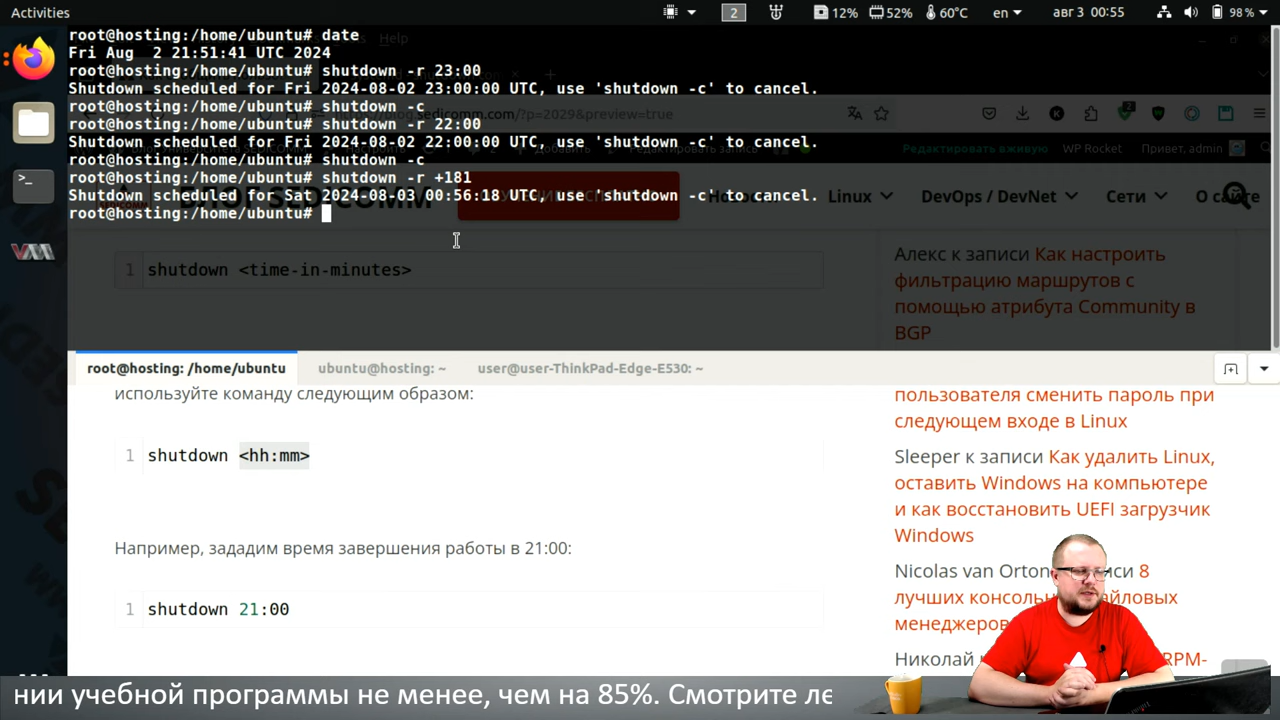 Activities
2
12%
52%
60°C
en
авг 3 00:55
98 %
Help
root@hosting:/home/ubuntu# date
Fri Aug  2 21:51:41 UTC 2024
root@hosting:/home/ubuntu# shutdown -r 23:00
Shutdown scheduled for Fri 2024-08-02 23:00:00 UTC, use 'shutdown -c' to cancel.
root@hosting:/home/ubuntu# shutdown -c
root@hosting:/home/ubuntu# shutdown -r 22:00
Shutdown scheduled for Fri 2024-08-02 22:00:00 UTC, use 'shutdown -c' to cancel.
root@hosting:/home/ubuntu# shutdown -c
root@hosting:/home/ubuntu# shutdown -r +181
Shutdown scheduled for Sat 2024-08-03 00:56:18 UTC, use 'shutdown -c' to cancel.
root@hosting:/home/ubuntu#
sedicomm.com/?p=2029&preview=true
Редактировать вживую
WP Rocket
Привет, admin
Linux
DevOps / DevNet
Сети
1 shutdown <time-in-minutes>
Алекс к записи Как настроить
фильтрацию маршрутов с
помощью атрибута Community в
BGP
root@hosting: /home/ubuntu
ubuntu@hosting: ~
user@user-ThinkPad-Edge-E530: ~
используйте команду следующим образом:
1 shutdown <hh:mm>
Например, зададим время завершения работы в 21:00:
1 shutdown 21:00
пользователя сменить пароль при
следующем входе в Linux
Sleeper к записи Как удалить Linux,
оставить Windows на компьютере
и как восстановить UEFI загрузчик
Windows
Nicolas van Orton 8
лучших
менеджеров
Николай RPM-
нии учебной программы не менее, чем на 85%. Смотрите ле